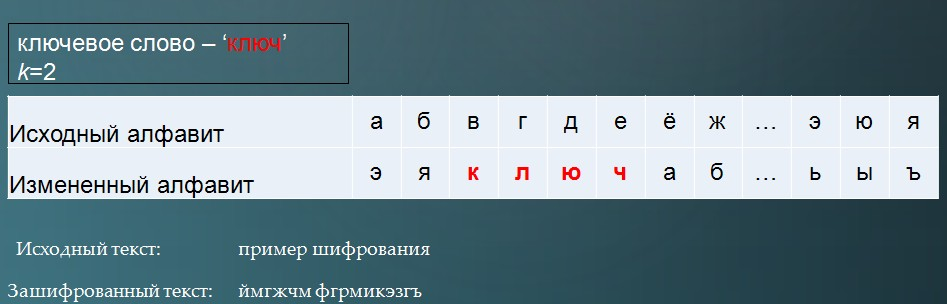 ключевое слово – ‘ключ’
k=2
Исходный алфавит а б в г д е ё ж … э ю я
Измененный алфавит э я к л ю ч а б … ь ы ъ
Исходный текст: пример шифрования
Зашифрованный текст: ймгжчм фгрмикэзгъ